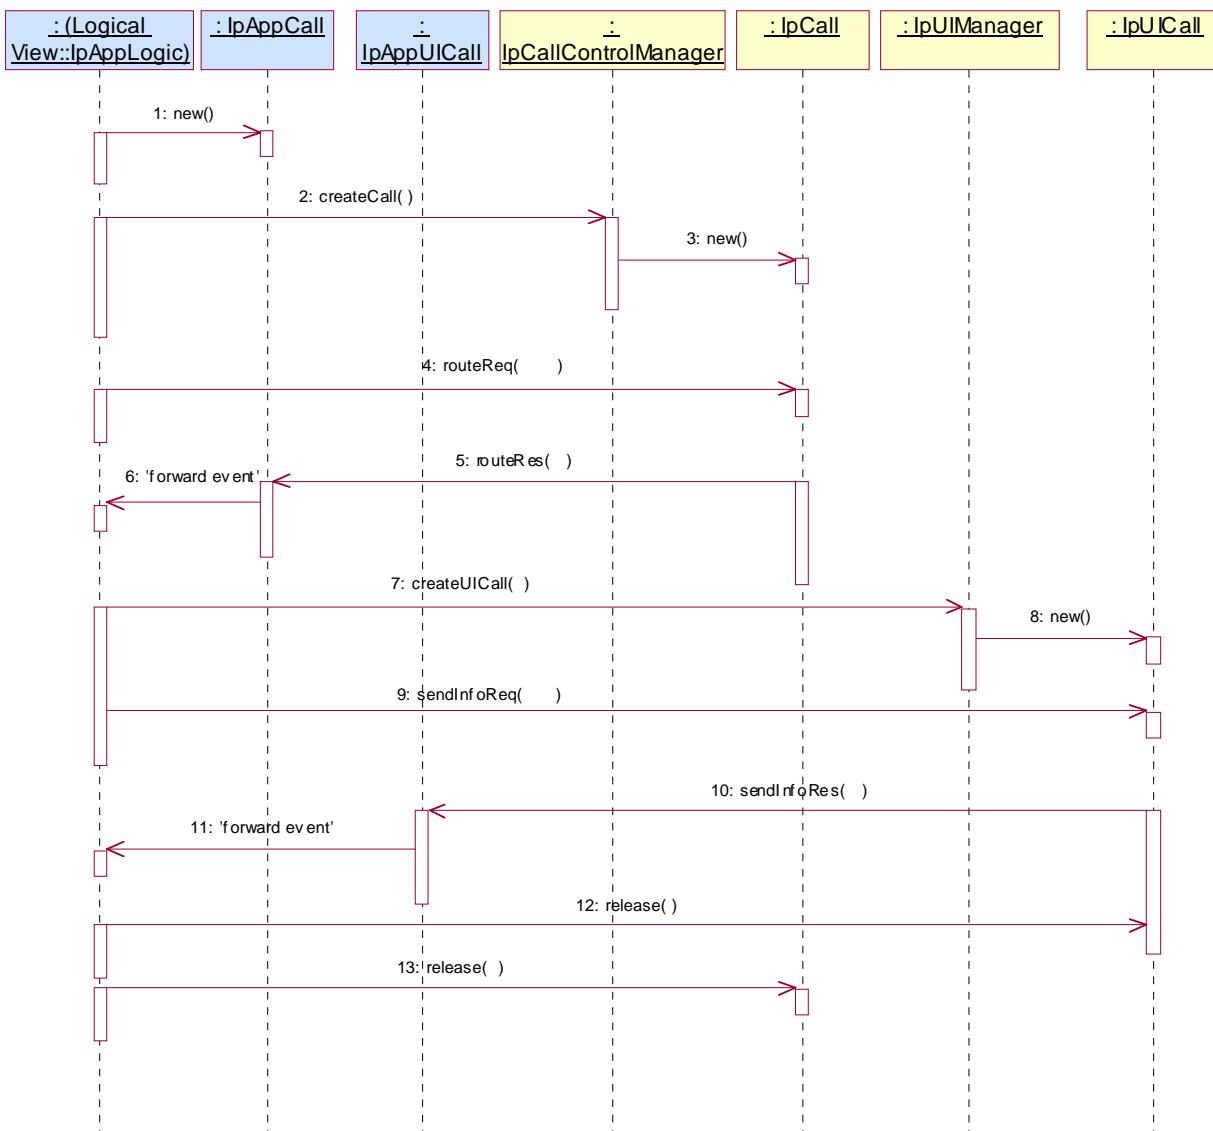 : (Logical
View::IpAppLogic)
: IpAppCall
:
IpAppUICall
:
IpCallControlManager
: IpCall
: IpUIManager
: IpUICall
1: new()
2: createCall( )
3: new()
4: routeReq( )
5: routeRes( )
6: 'forward event'
7: createUICall( )
8: new()
9: sendInfoReq( )
10: sendInfoRes( )
11: 'forward event'
12: release( )
13: release( )